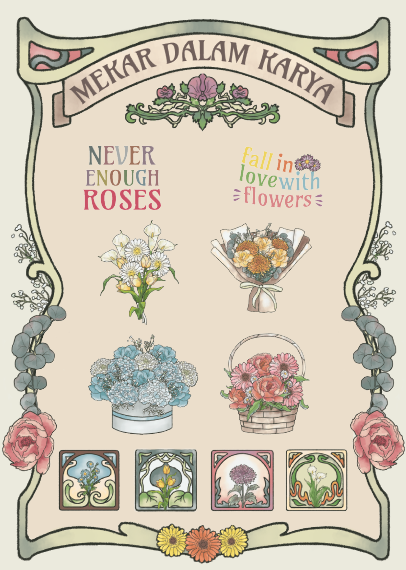 MEKAR DALAM KARYA
NEVER
ENOUGH
ROSES
fall in
love with
flowers